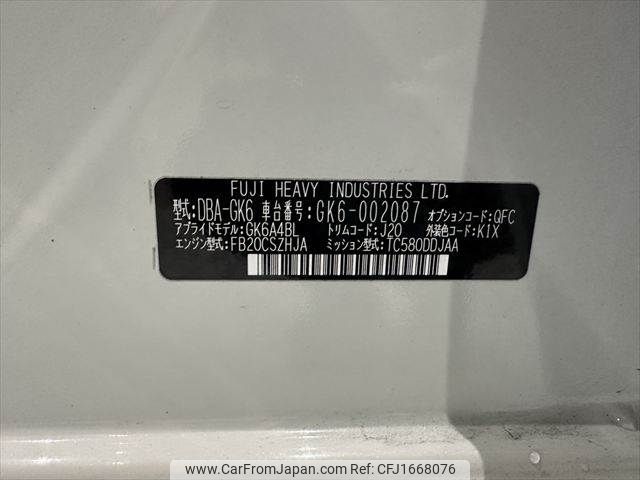 FUJI HEAVY INDUSTRIES LTD.
型式:DBA-GK6 車台番号:GK6-002087 オプションコード:QFC
アプライドモデル:GK6A4BL トリムコード:J20 外装色コード:K1X
エンジン型式:FB20CSZHJA ミッション型式:TC580DDJAA
www.CarFromJapan.com | CFJ1668076